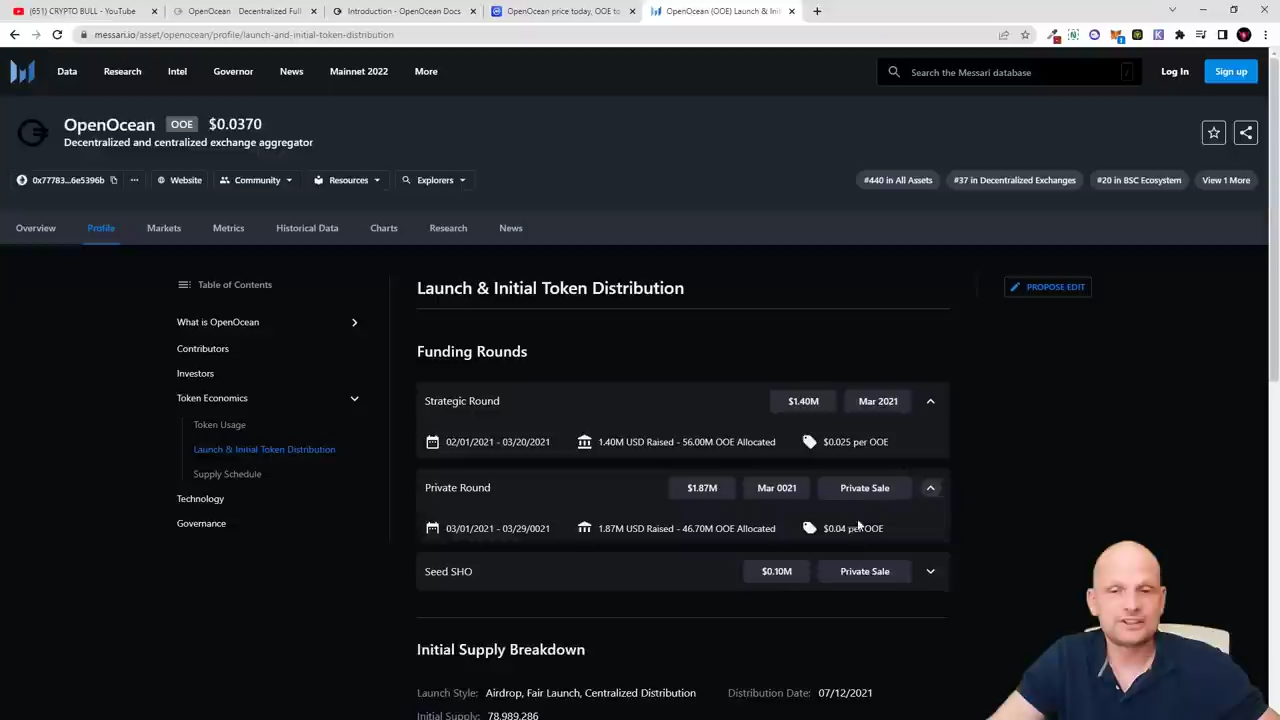 (651) CRYPTO BULL - YouTube
OpenOcean - Decentralized Full
Introduction - OpenOcean Docs
OpenOcean price today, OOE to
OpenOcean (OOE) Launch & Ini
messari.io/asset/openocean/profile/launch-and-initial-token-distribution
Data Research Intel Governor News Mainnet 2022 More
Search the Messari database /
Log In Sign up
OpenOcean OOE $0.0370
Decentralized and centralized exchange aggregator
0x77783...6e5396b ... Website Community Resources Explorers
#440 in All Assets #37 in Decentralized Exchanges #20 in BSC Ecosystem View 1 More
Overview Profile Markets Metrics Historical Data Charts Research News
Table of Contents
What is OpenOcean
Contributors
Investors
Token Economics
Token Usage
Launch & Initial Token Distribution
Supply Schedule
Technology
Governance
Launch & Initial Token Distribution
PROPOSE EDIT
Funding Rounds
Strategic Round $1.40M Mar 2021
02/01/2021 - 03/20/2021 1.40M USD Raised - 56.00M OOE Allocated $0.025 per OOE
Private Round $1.87M Mar 0021 Private Sale
03/01/2021 - 03/29/0021 1.87M USD Raised - 46.70M OOE Allocated $0.04 per OOE
Seed SHO $0.10M Private Sale
Initial Supply Breakdown
Launch Style: Airdrop, Fair Launch, Centralized Distribution Distribution Date: 07/12/2021
Initial Supply: 78,989,286